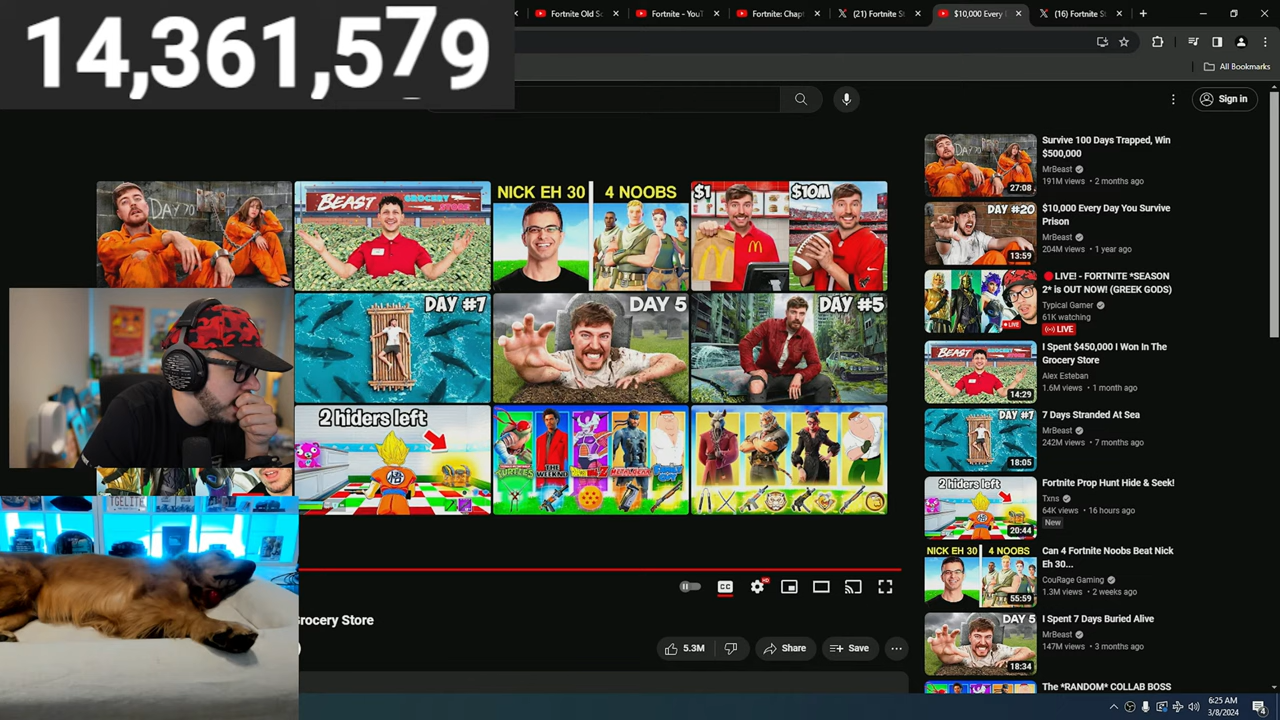 14,361,579
Fortnite Old S
Fortnite - YouT
Fortnite: Chap
(21) Fortnite S
$10,000 Every
(16) Fortnite S
All Bookmarks
Sign in
DAY 70
BEAST GROCERY STORE
NICK EH 30
4 NOOBS
$1
$10M
DAY #7
DAY 5
DAY #5
2 hiders left
TURTLES
THE WEEKND
METAL GEAR
FAMILY GUY
rocery Store
5.3M
Share
Save
Survive 100 Days Trapped, Win
$500,000
MrBeast
191M views • 2 months ago
27:08
DAY #20
$10,000 Every Day You Survive
Prison
MrBeast
204M views • 1 year ago
13:59
LIVE! - FORTNITE *SEASON
2* is OUT NOW! (GREEK GODS)
Typical Gamer
61K watching
LIVE
LIVE
BEAST GROCERY STORE
I Spent $450,000 I Won In The
Grocery Store
Alex Esteban
1.6M views • 1 month ago
14:29
DAY #7
7 Days Stranded At Sea
MrBeast
242M views • 7 months ago
18:05
2 hiders left
Fortnite Prop Hunt Hide & Seek!
Txns
64K views • 16 hours ago
New
20:44
NICK EH 30
4 NOOBS
Can 4 Fortnite Noobs Beat Nick
Eh 30...
CouRage Gaming
1.3M views • 2 weeks ago
55:59
DAY 5
I Spent 7 Days Buried Alive
MrBeast
147M views • 3 months ago
18:34
The *RANDOM* COLLAB BOSS
6:25 AM
3/8/2024